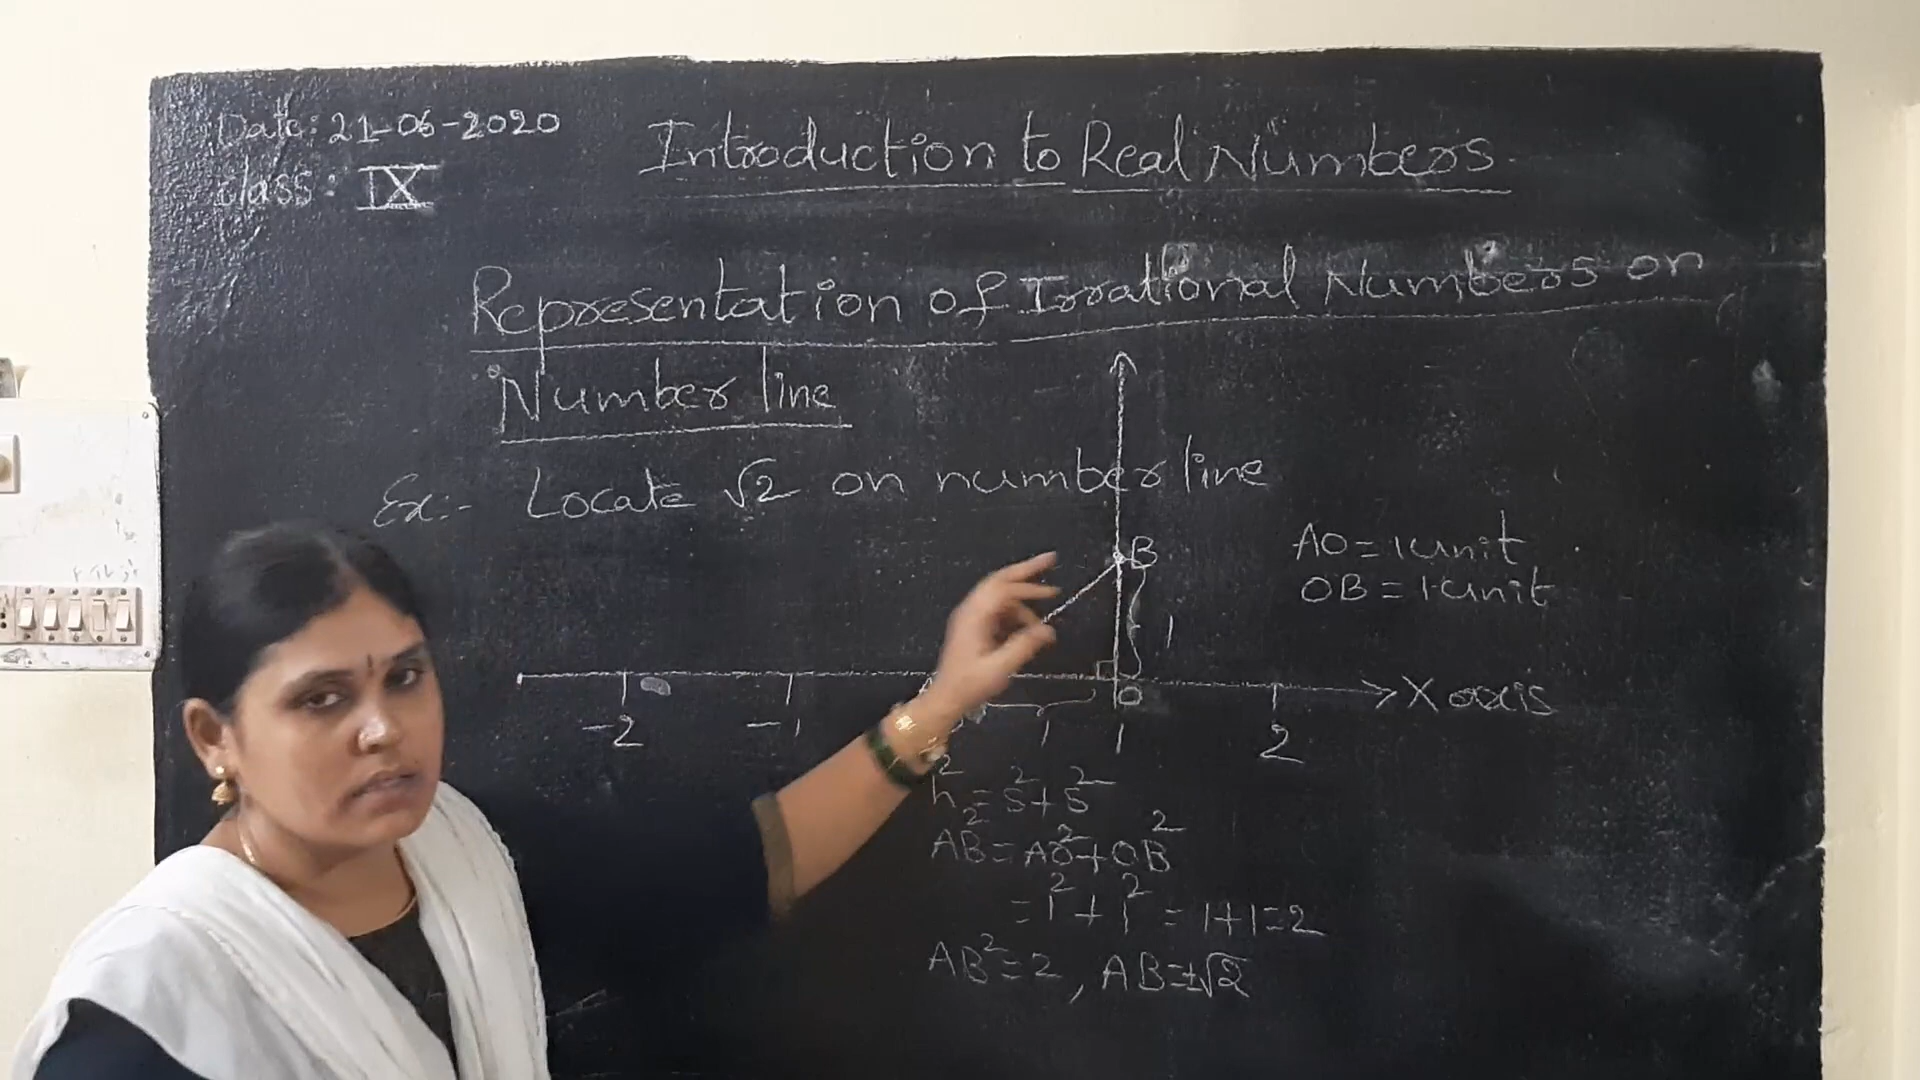 Date: 21-06-2020
Class: IX
Introduction to Real Numbers
Representation of Irrational Numbers on
Number line
Ex:- Locate √2 on number line
B
AO = 1 unit
OB = 1 unit
1
O
X axis
-2 -1 1 1 2
h² = s² + s²
AB² = AO² + OB²
= 1² + 1² = 1+1=2
AB² = 2, AB=±√2